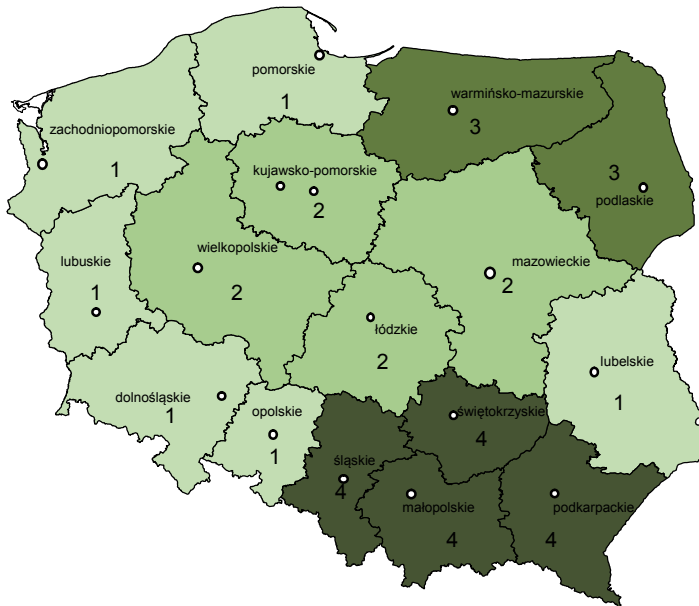 pomorskie
1
warmińsko-mazurskie
3
zachodniopomorskie
1
kujawsko-pomorskie
2
3
podlaskie
wielkopolskie
2
mazowieckie
2
lubuskie
1
łódzkie
2
lubelskie
1
dolnośląskie
1
opolskie
1
świętokrzyskie
4
śląskie
4
małopolskie
4
podkarpackie
4